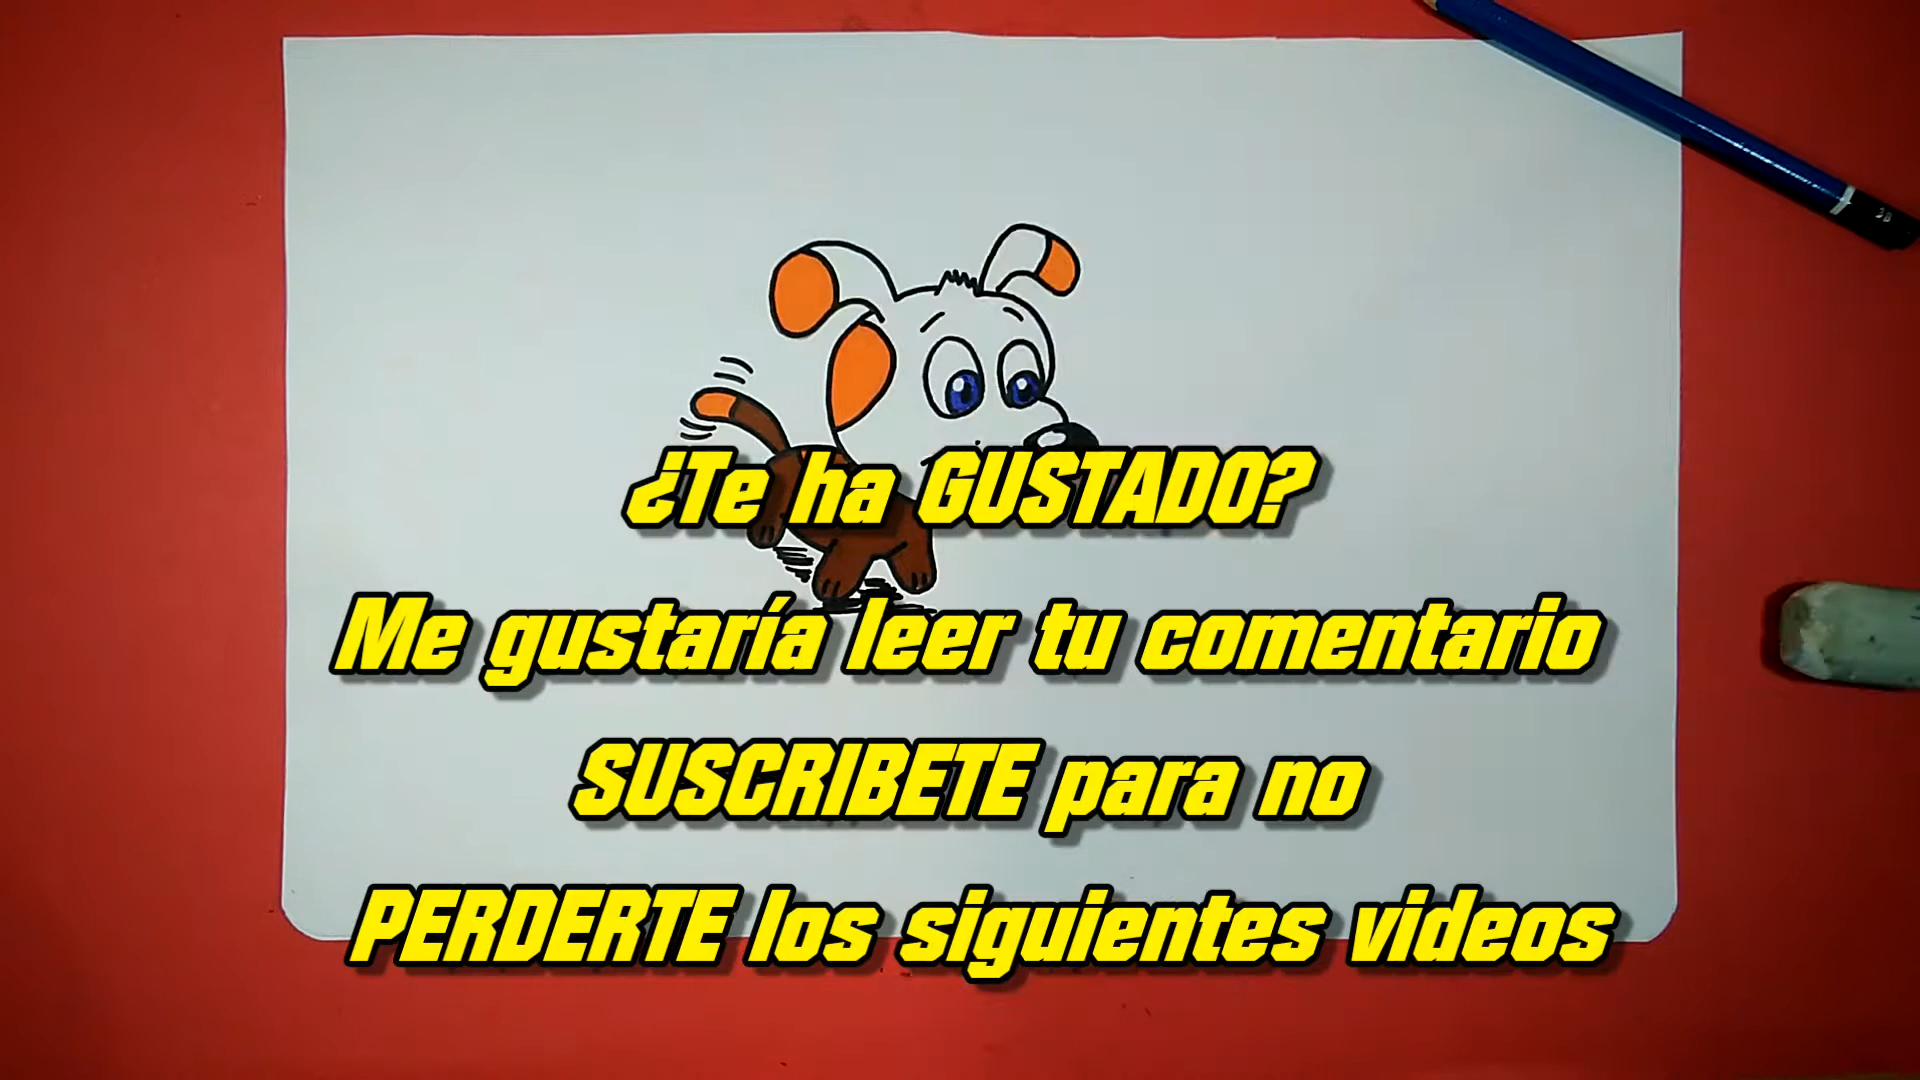 ¿Te ha GUSTADO?
Me gustaría leer tu comentario
SUSCRIBETE para no
PERDERTE los siguientes videos